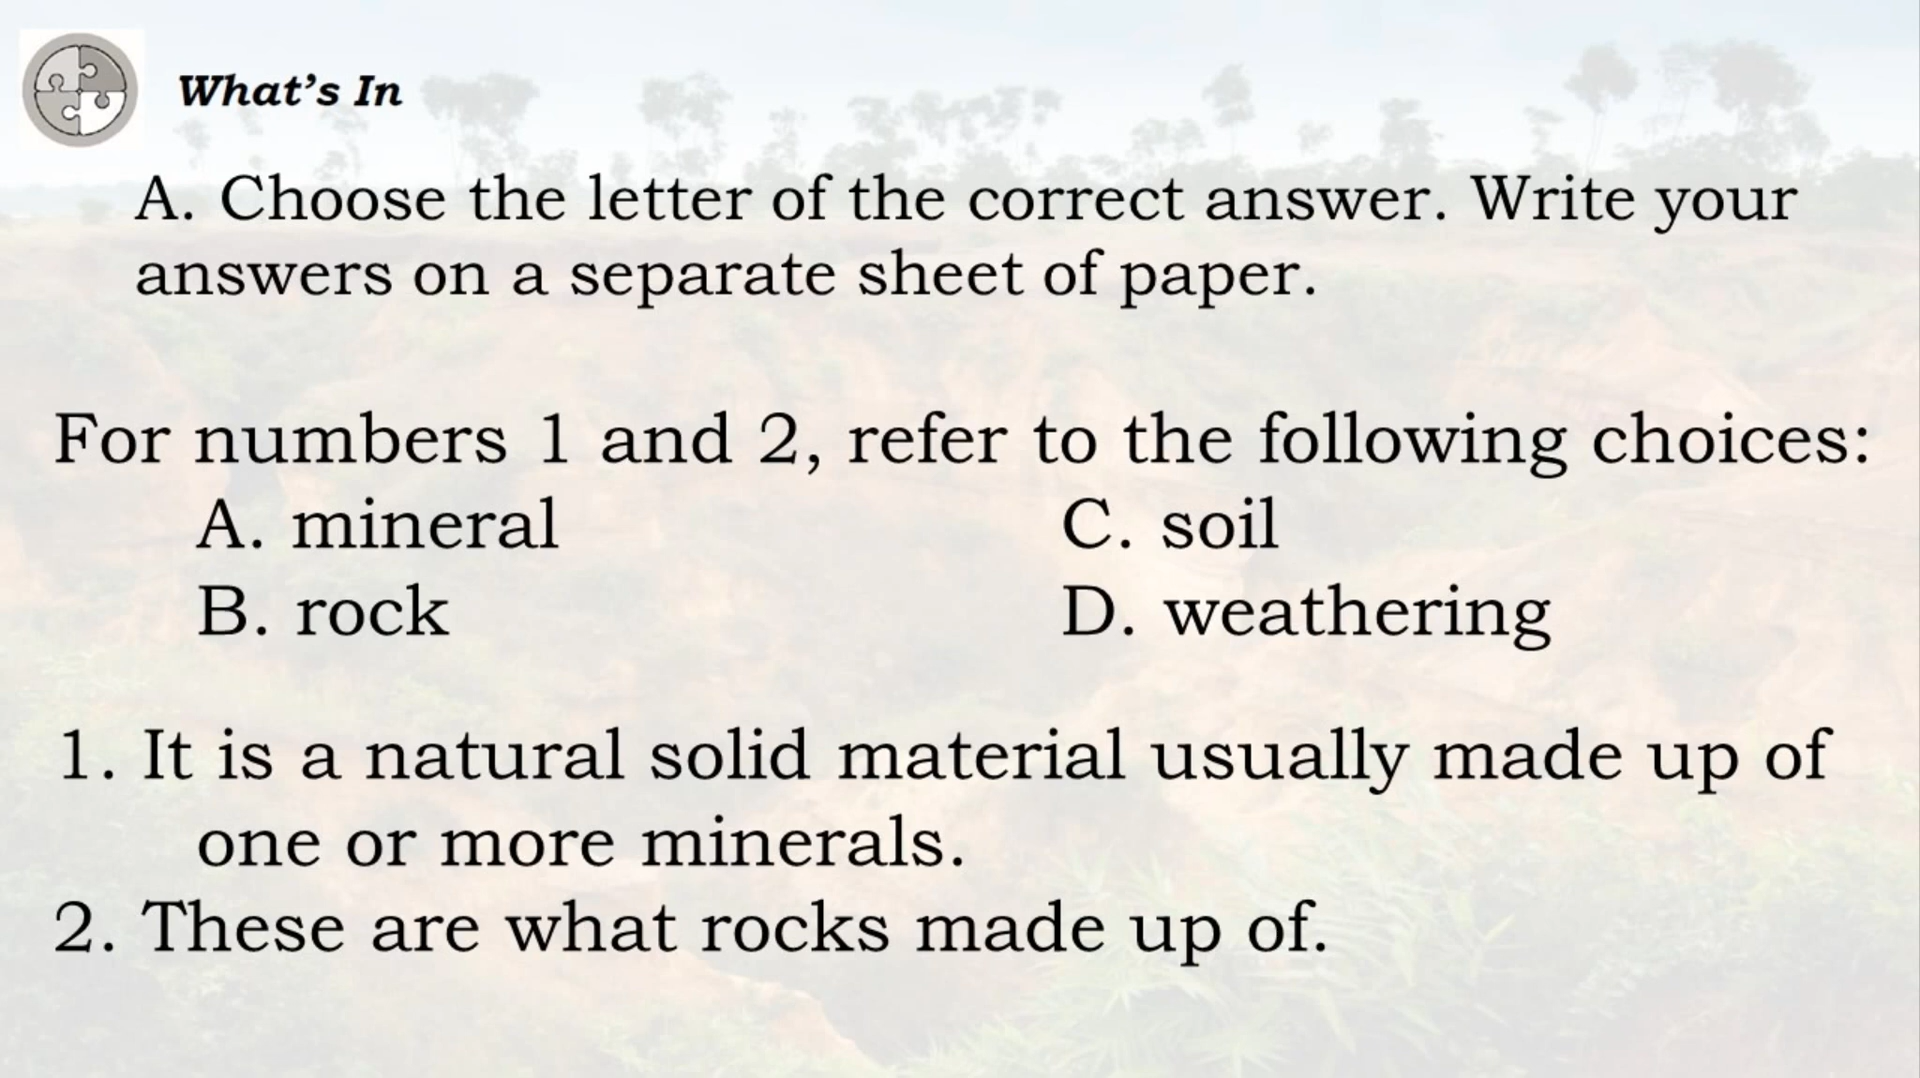 What's In
A. Choose the letter of the correct answer. Write your
answers on a separate sheet of paper.
For numbers 1 and 2, refer to the following choices:
A. mineral C. soil
B. rock D. weathering
1. It is a natural solid material usually made up of
one or more minerals.
2. These are what rocks made up of.